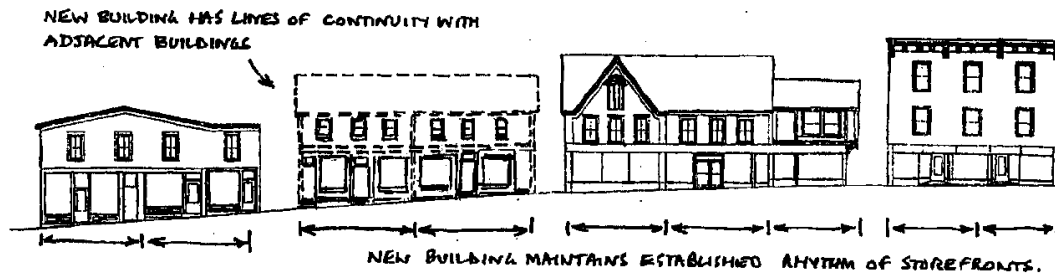 NEW BUILDING HAS LINES OF CONTINUITY WITH
ADJACENT BUILDINGS
NEW BUILDING MAINTAINS ESTABLISHED RHYTHM OF STOREFRONTS.